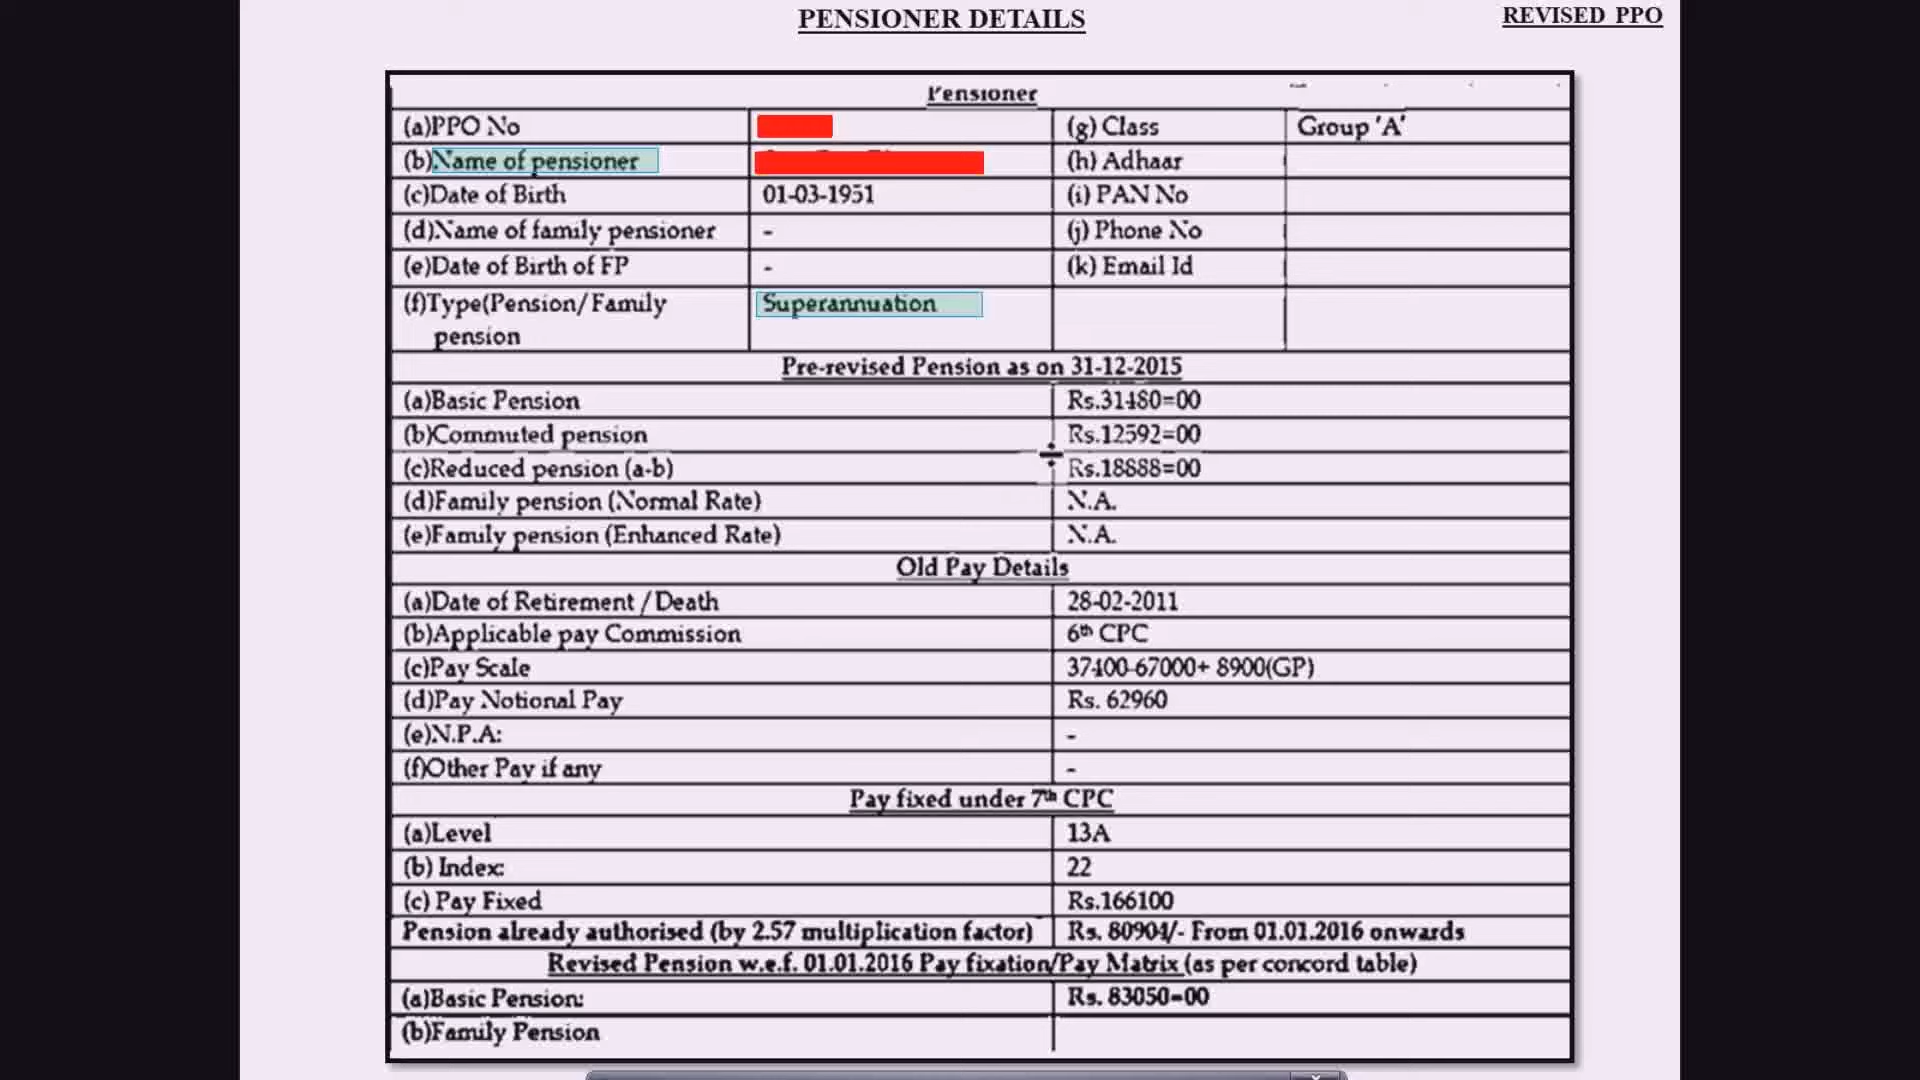 PENSIONER DETAILS
REVISED PPO
Pensioner
(a)PPO No (g) Class Group 'A'
(b)Name of pensioner (h) Adhaar
(c)Date of Birth 01-03-1951 (i) PAN No
(d)Name of family pensioner - (j) Phone No
(e)Date of Birth of FP - (k) Email Id
(f)Type(Pension/Family Superannuation
pension
Pre-revised Pension as on 31-12-2015
(a)Basic Pension Rs.31480=00
(b)Commuted pension Rs.12592=00
(c)Reduced pension (a-b) Rs.18888=00
(d)Family pension (Normal Rate) N.A.
(e)Family pension (Enhanced Rate) N.A.
Old Pay Details
(a)Date of Retirement / Death 28-02-2011
(b)Applicable pay Commission 6th CPC
(c)Pay Scale 37400-67000+ 8900(GP)
(d)Pay Notional Pay Rs. 62960
(e)N.P.A: -
(f)Other Pay if any -
Pay fixed under 7th CPC
(a)Level 13A
(b) Index: 22
(c) Pay Fixed Rs.166100
Pension already authorised (by 2.57 multiplication factor) Rs. 80904/- From 01.01.2016 onwards
Revised Pension w.e.f. 01.01.2016 Pay fixation/Pay Matrix (as per concord table)
(a)Basic Pension: Rs. 83050=00
(b)Family Pension